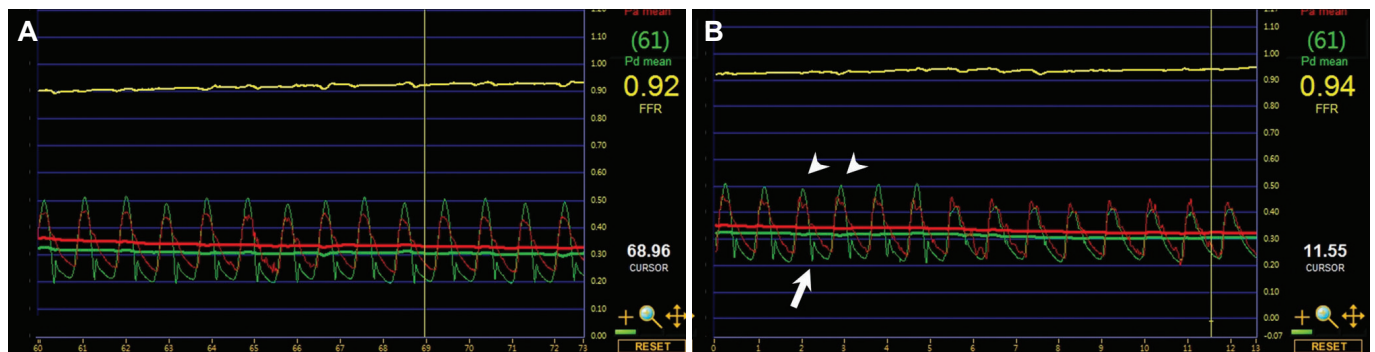 A
1.20
1.10
1.00
0.90
0.80
0.70
0.60
0.50
0.40
0.30
0.20
0.10
0.00
60 61 62 63 64 65 66 67 68 69 70 71 72 73
Pa mean
(61)
Pd mean
0.92
FFR
68.96
CURSOR
RESET
B
1.17
1.10
1.00
0.90
0.80
0.70
0.60
0.50
0.40
0.30
0.20
0.10
0.00
-0.07
0 1 2 3 4 5 6 7 8 9 10 11 12 13
Pa mean
(61)
Pd mean
0.94
FFR
11.55
CURSOR
RESET